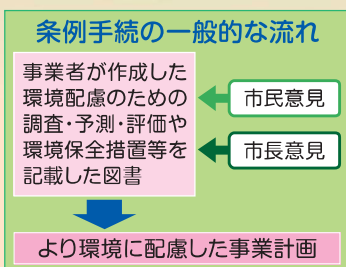 条例手続の一般的な流れ
事業者が作成した
環境配慮のための
調査・予測・評価や
環境保全措置等を
記載した図書
市民意見
市長意見
より環境に配慮した事業計画